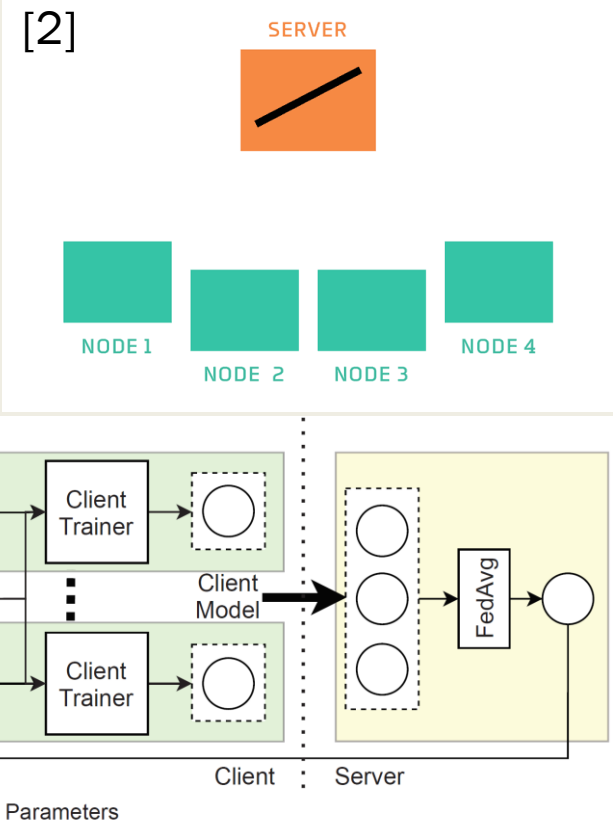 [2]
SERVER
NODE 1
NODE 2
NODE 3
NODE 4
Client
Trainer
Client
Model
FedAvg
Client
Trainer
Client
Server
Parameters